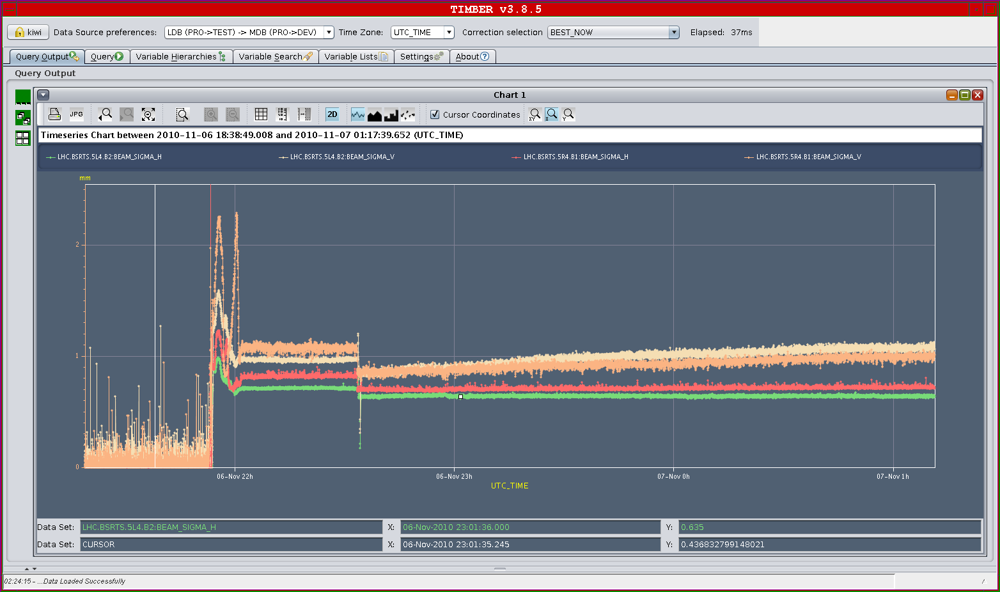 TIMBER v3.8.5
kiwi Data Source preferences: LDB (PRO->TEST) -> MDB (PRO->DEV) Time Zone: UTC_TIME Correction selection BEST_NOW Elapsed: 37ms
Query Output Query Variable Hierarchies Variable Search Variable Lists Settings About
Query Output
Chart 1
JPG 2D Cursor Coordinates XY X Y
Timeseries Chart between 2010-11-06 18:38:49.008 and 2010-11-07 01:17:39.652 (UTC_TIME)
LHC.BSRTS.5L4.B2:BEAM_SIGMA_H LHC.BSRTS.5L4.B2:BEAM_SIGMA_V LHC.BSRTS.5R4.B1:BEAM_SIGMA_H LHC.BSRTS.5R4.B1:BEAM_SIGMA_V
mm
2
1
0
06-Nov 22h 06-Nov 23h 07-Nov 0h 07-Nov 1h
UTC_TIME
Data Set: LHC.BSRTS.5L4.B2:BEAM_SIGMA_H X: 06-Nov-2010 23:01:36.000 Y: 0.635
Data Set: CURSOR X: 06-Nov-2010 23:01:35.245 Y: 0.436832799148021
02:24:15 - ...Data Loaded Successfully /